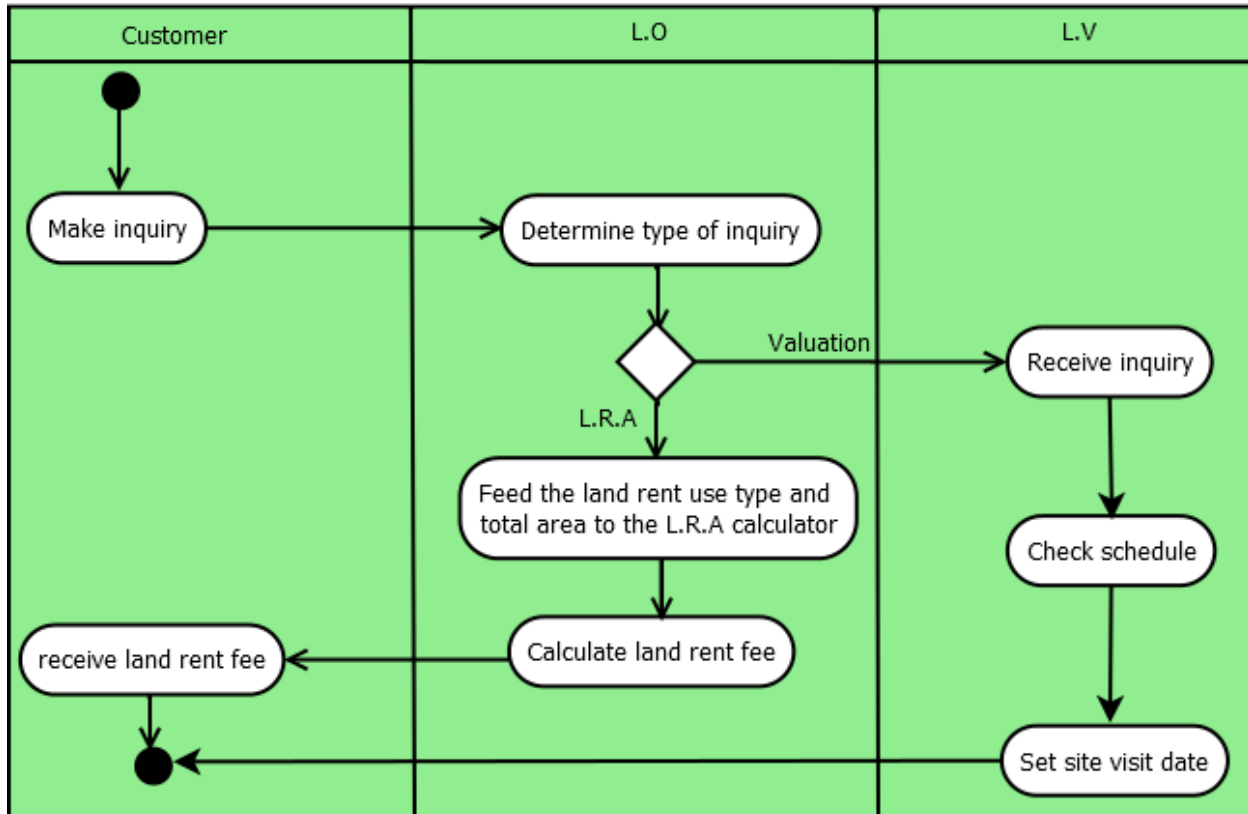 Customer
L.O
L.V
Make inquiry
Determine type of inquiry
Valuation
Receive inquiry
L.R.A
Feed the land rent use type and
total area to the L.R.A calculator
Check schedule
Calculate land rent fee
receive land rent fee
Set site visit date